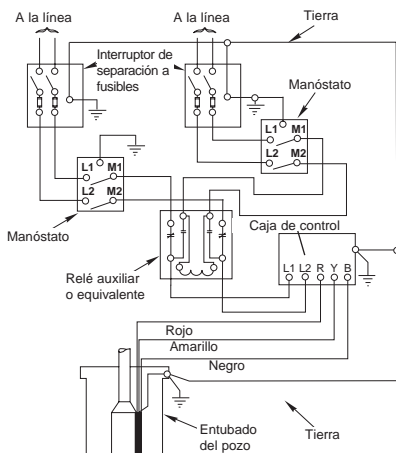 A la línea
A la línea
Tierra
Interruptor de
separación a
fusibles
Manóstato
L1 M1
L2 M2
L1 M1
L2 M2
Manóstato
Caja de control
Relé auxiliar
o equivalente
L1 L2 R Y B
Rojo
Amarillo
Negro
Entubado
del pozo
Tierra